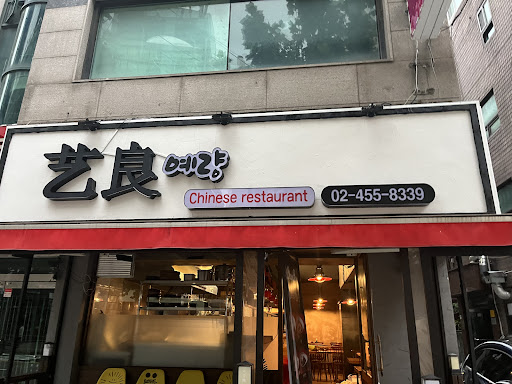 艺良 예량
Chinese restaurant 02-455-8339